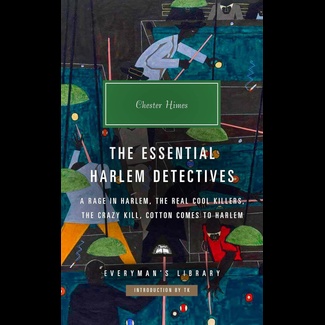 Chester Himes
THE ESSENTIAL
HARLEM DETECTIVES
A RAGE IN HARLEM, THE REAL COOL KILLERS,
THE CRAZY KILL, COTTON COMES TO HARLEM
EVERYMAN'S LIBRARY
INTRODUCTION BY TK